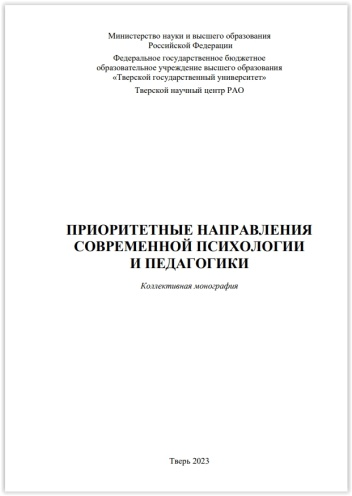 Министерство науки и высшего образования
Российской Федерации
Федеральное государственное бюджетное
образовательное учреждение высшего образования
«Тверской государственный университет»
Тверской научный центр РАО
ПРИОРИТЕТНЫЕ НАПРАВЛЕНИЯ
СОВРЕМЕННОЙ ПСИХОЛОГИИ
И ПЕДАГОГИКИ
Коллективная монография
Тверь 2023